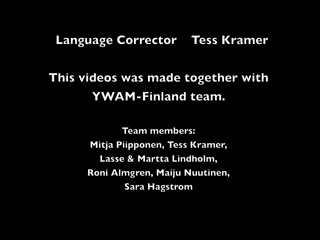 Language Corrector Tess Kramer
This videos was made together with
YWAM-Finland team.
Team members:
Mitja Piipponen, Tess Kramer,
Lasse & Martta Lindholm,
Roni Almgren, Maiju Nuutinen,
Sara Hagstrom